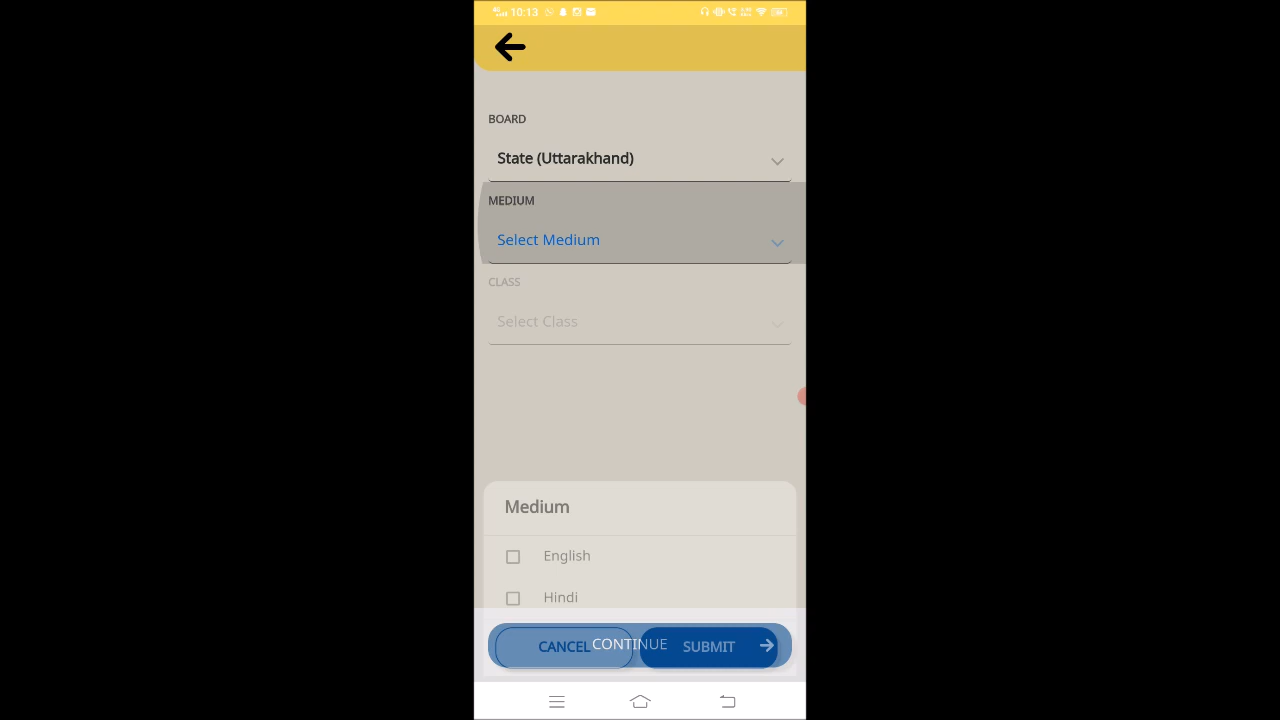 10:13
BOARD
State (Uttarakhand)
MEDIUM
Select Medium
CLASS
Select Class
Medium
English
Hindi
CANCEL CONTINUE SUBMIT